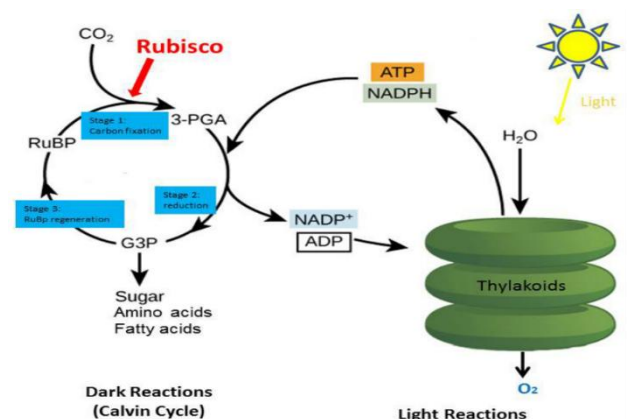 CO₂
Rubisco
Stage 1:
Carbon fixation
3-PGA
RuBP
Stage 3:
RuBp regeneration
Stage 2:
reduction
G3P
Sugar
Amino acids
Fatty acids
Dark Reactions
(Calvin Cycle)
ATP
NADPH
NADP⁺
ADP
Light
H₂O
Thylakoids
O₂
Light Reactions